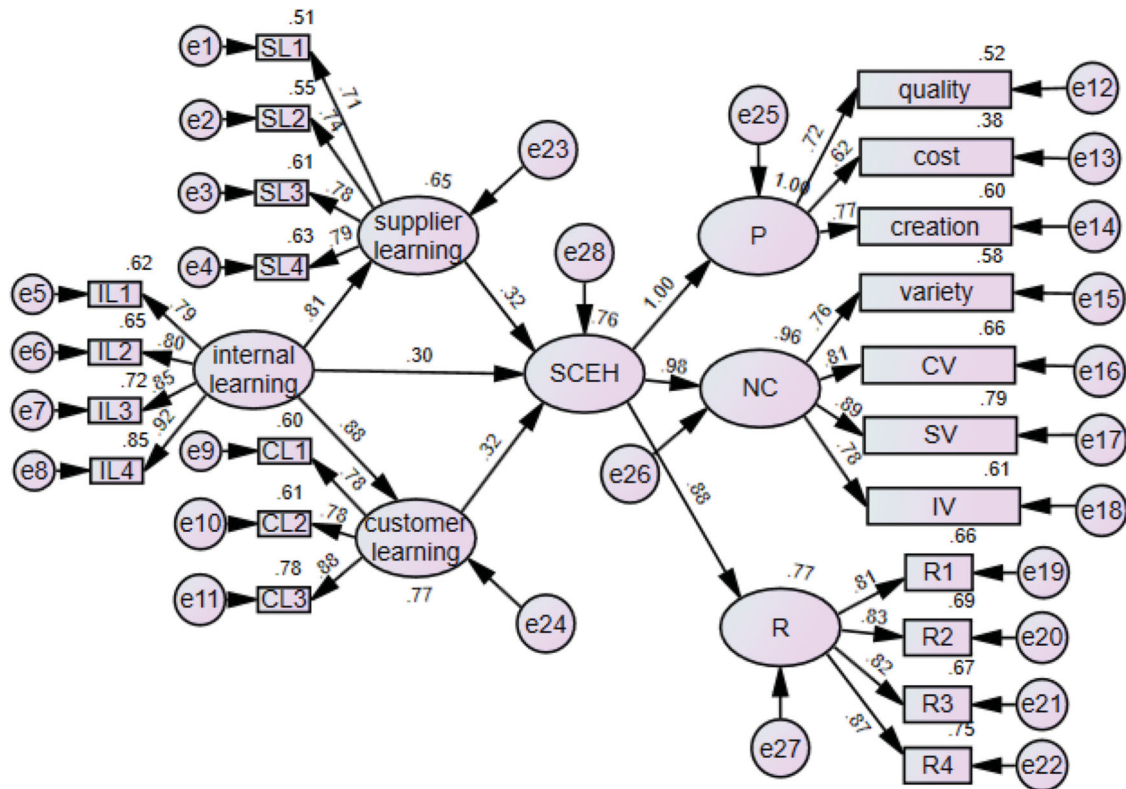 .51
e1
SL1
.71
.55
e2
SL2
.74
.61
e3
SL3
.78
.63
e4
SL4
.79
.65
supplier
learning
e23
.62
e5
IL1
.79
.65
e6
IL2
.80
.72
e7
IL3
.85
.85
e8
IL4
.92
internal
learning
.81
.30
.88
.32
.32
.60
e9
CL1
.78
.61
e10
CL2
.78
.78
e11
CL3
.88
customer
learning
.77
e24
e28
.76
SCEH
1.00
.98
.88
e25
1.00
P
.72
.62
.77
.52
quality
e12
.38
cost
e13
.60
creation
e14
.96
NC
e26
.76
.81
.89
.78
.58
variety
e15
.66
CV
e16
.79
SV
e17
.61
IV
e18
.77
R
e27
.81
.83
.82
.87
.66
R1
e19
.69
R2
e20
.67
R3
e21
.75
R4
e22